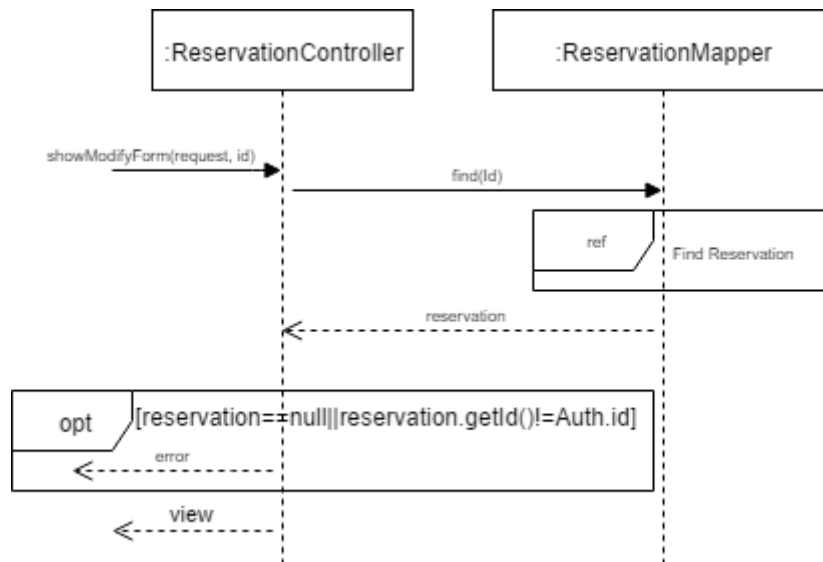 :ReservationController
:ReservationMapper
showModifyForm(request, id)
find(Id)
ref
Find Reservation
reservation
opt
[reservation==null||reservation.getId()!=Auth.id]
error
view